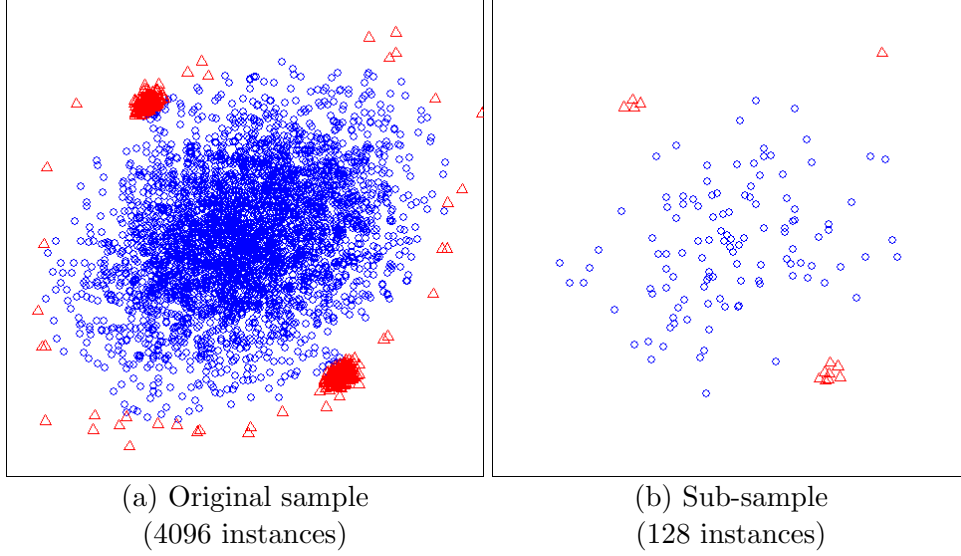 (a) Original sample
(4096 instances)
(b) Sub-sample
(128 instances)